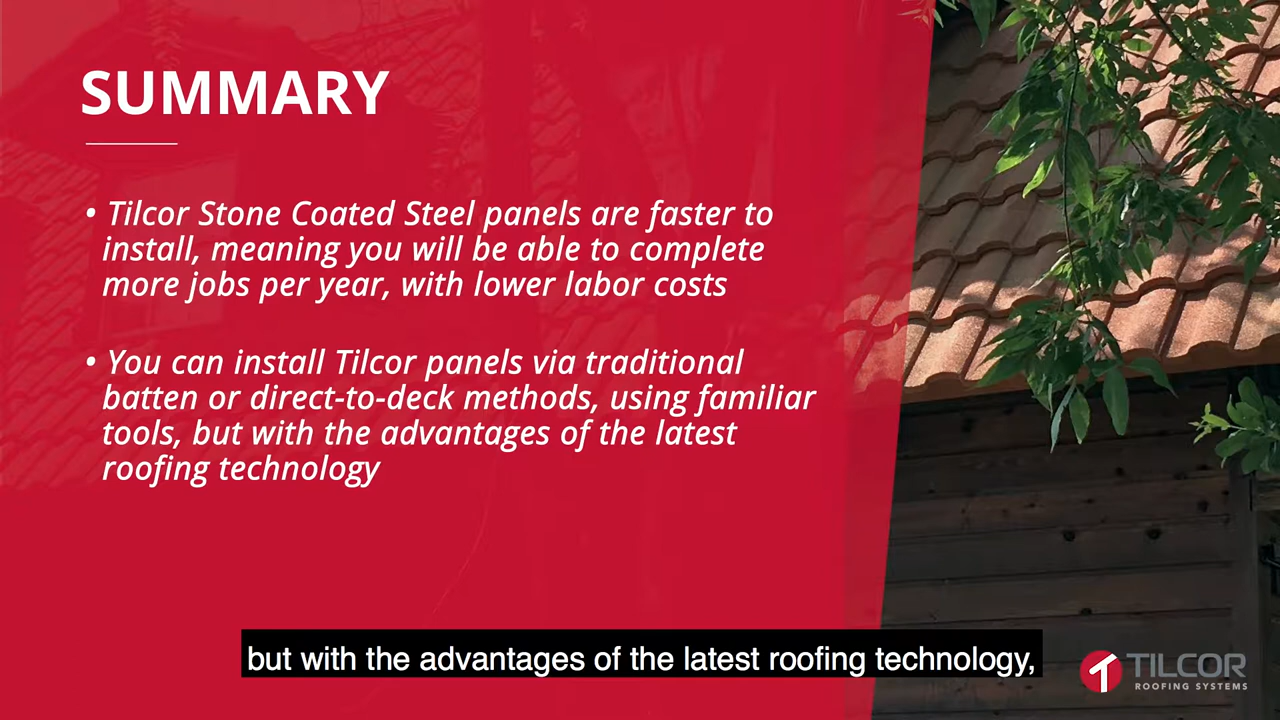 SUMMARY
• Tilcor Stone Coated Steel panels are faster to
install, meaning you will be able to complete
more jobs per year, with lower labor costs
• You can install Tilcor panels via traditional
batten or direct-to-deck methods, using familiar
tools, but with the advantages of the latest
roofing technology
but with the advantages of the latest roofing technology,
TILCOR
ROOFING SYSTEMS